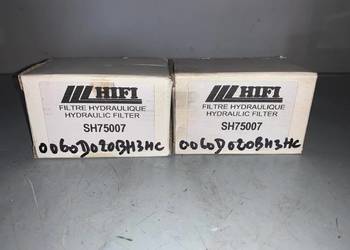 HIFI
FILTRE HYDRAULIQUE
HYDRAULIC FILTER
SH75007
0060D020BH3HC
HIFI
FILTRE HYDRAULIQUE
HYDRAULIC FILTER
SH75007
0060D020BH3HC